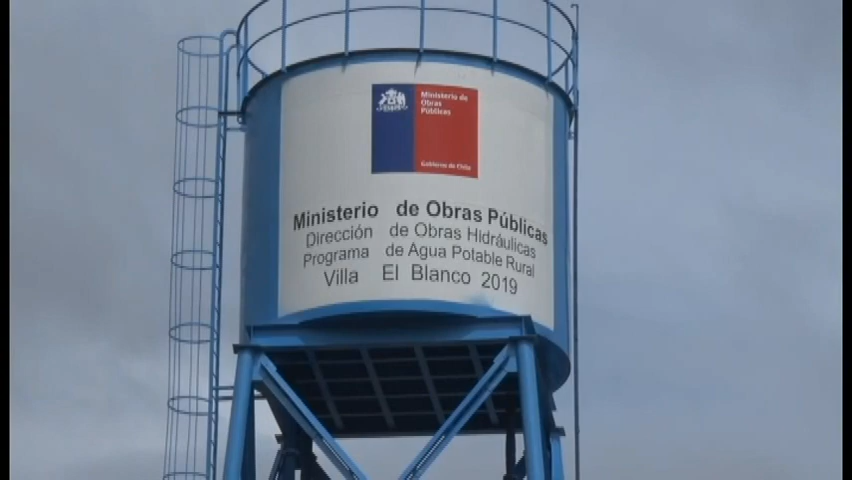 Ministerio de
Obras
Públicas
Gobierno de Chile
Ministerio de Obras Públicas
Dirección de Obras Hidráulicas
Programa de Agua Potable Rural
Villa El Blanco 2019